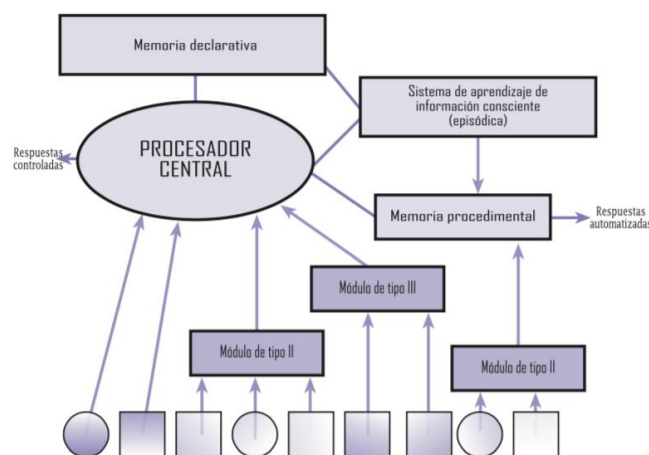 Memoria declarativa
Sistema de aprendizaje de
información consciente
(episódica)
PROCESADOR
CENTRAL
Respuestas
controladas
Memoria procedimental
Respuestas
automatizadas
Módulo de tipo III
Módulo de tipo II
Módulo de tipo II